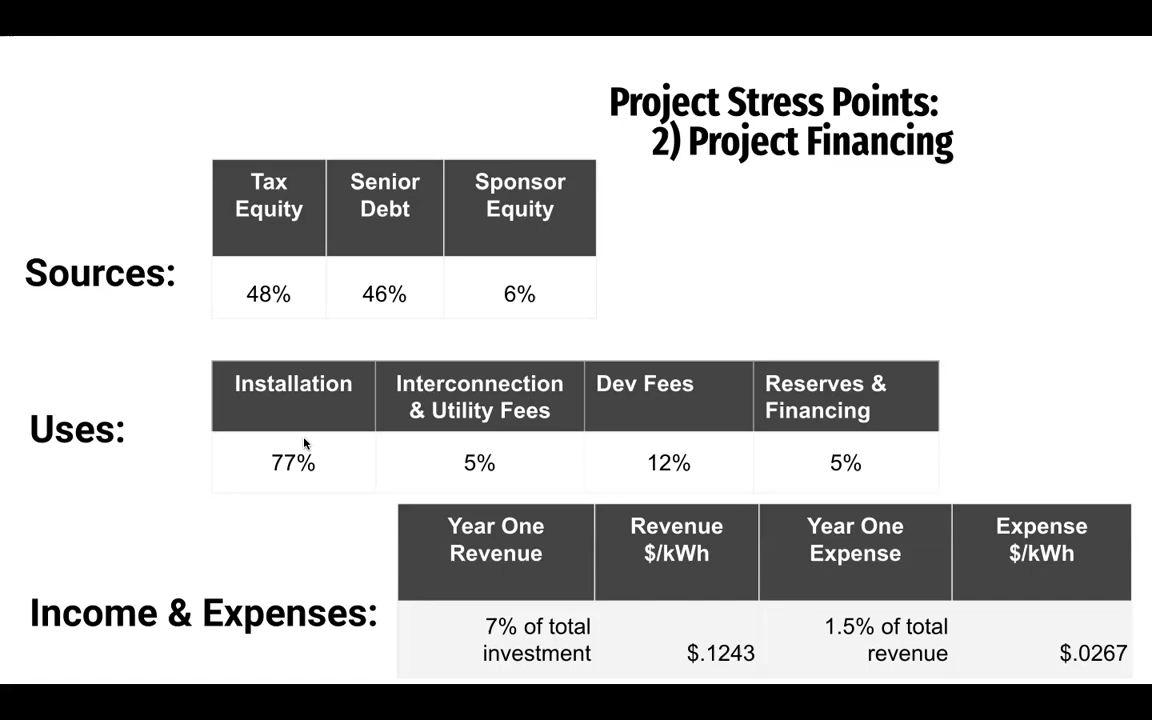 Project Stress Points:
2) Project Financing
Sources:
Tax Equity
Senior Debt
Sponsor Equity
48%
46%
6%
Uses:
Installation
Interconnection & Utility Fees
Dev Fees
Reserves & Financing
77%
5%
12%
5%
Income & Expenses:
Year One Revenue
Revenue $/kWh
Year One Expense
Expense $/kWh
7% of total investment
$.1243
1.5% of total revenue
$.0267